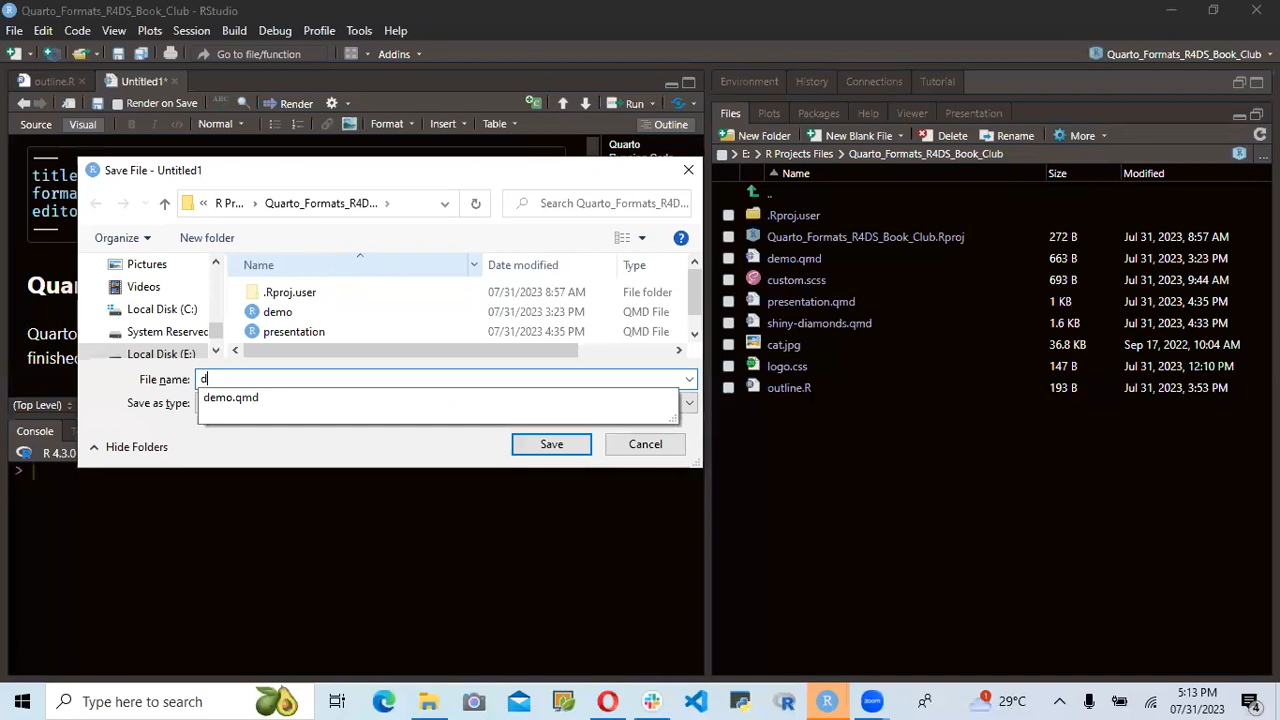 Quarto_Formats_R4DS_Book_Club - RStudio
File Edit Code View Plots Session Build Debug Profile Tools Help
Go to file/function Addins Quarto_Formats_R4DS_Book_Club
outline.R Untitled1* Environment History Connections Tutorial
Render on Save ABC Render Run Files Plots Packages Help Viewer Presentation
Source Visual B I Normal Format Insert Table Outline New Folder New Blank File Delete Rename More
Quarto E: R Projects Files Quarto_Formats_R4DS_Book_Club ...
Save File - Untitled1
titl
forma
edito
Name Size Modified
..
« R Pr... Quarto_Formats_R4D... Search Quarto_Formats_R4D...
.Rproj.user
Organize New folder
Quarto_Formats_R4DS_Book_Club.Rproj 272 B Jul 31, 2023, 8:57 AM
demo.qmd 663 B Jul 31, 2023, 3:23 PM
custom.scss 693 B Jul 31, 2023, 9:44 AM
presentation.qmd 1 KB Jul 31, 2023, 4:35 PM
shiny-diamonds.qmd 1.6 KB Jul 31, 2023, 4:33 PM
cat.jpg 36.8 KB Sep 17, 2022, 10:04 AM
logo.css 147 B Jul 31, 2023, 12:10 PM
outline.R 193 B Jul 31, 2023, 3:53 PM
Pictures Name Date modified Type
Videos .Rproj.user 07/31/2023 8:57 AM File folder
Local Disk (C:) demo 07/31/2023 3:23 PM QMD File
System Reserved presentation 07/31/2023 4:35 PM QMD File
Local Disk (E:)
Qua
Quarto
finished
File name: d
demo.qmd
Save as type:
(Top Level)
Console
Hide Folders Save Cancel
R 4.3.0
>
Type here to search 29°C 5:13 PM
07/31/2023
zoom
4